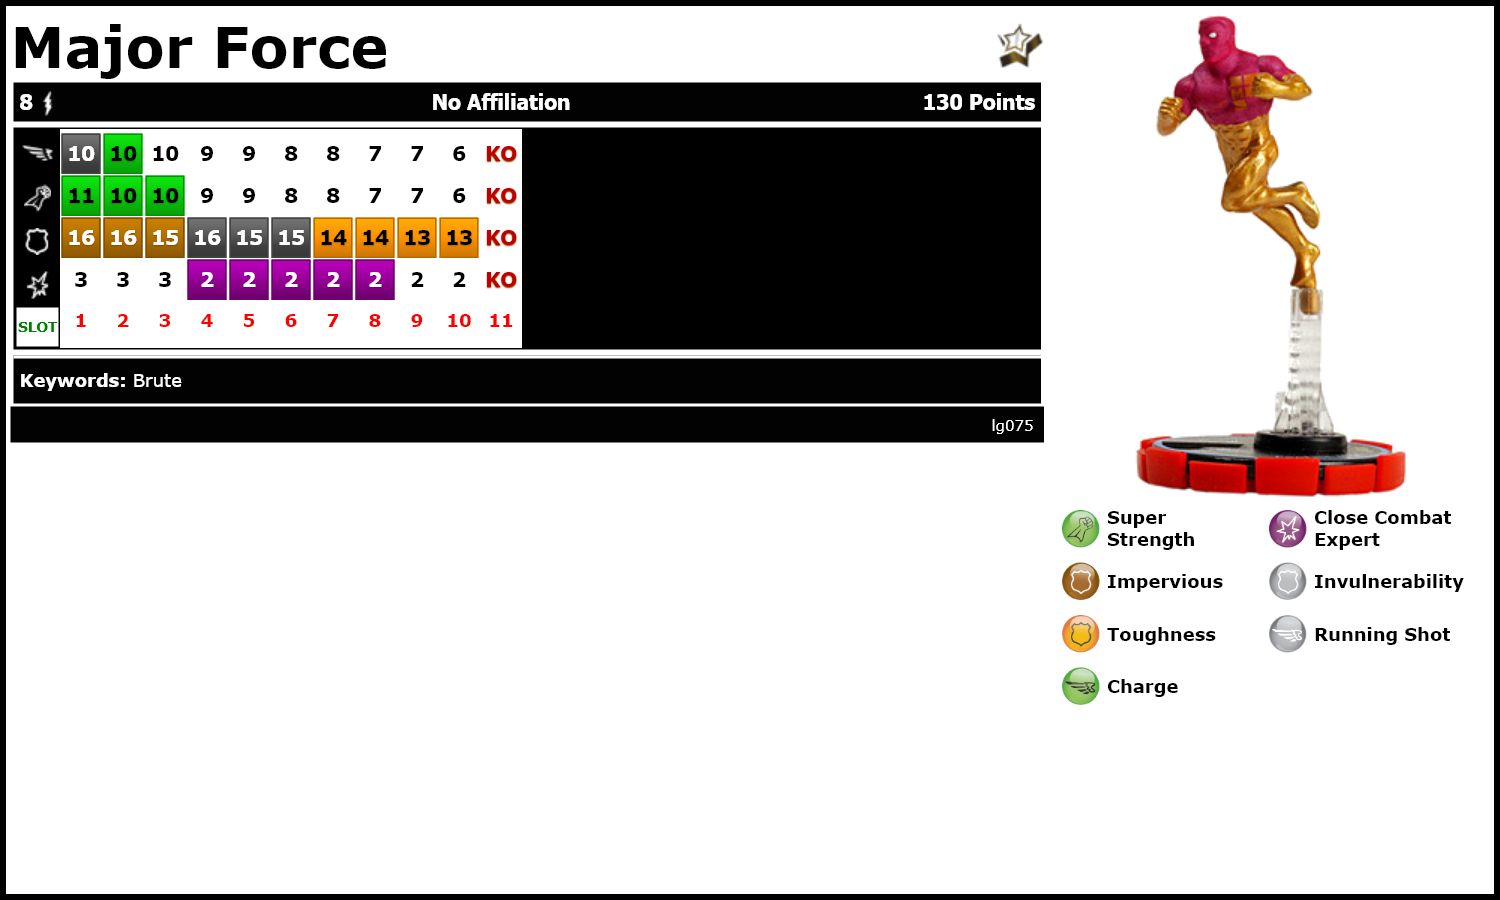 Major Force
8 No Affiliation 130 Points
10 10 10 9 9 8 8 7 7 6 KO
11 10 10 9 9 8 8 7 7 6 KO
16 16 15 16 15 15 14 14 13 13 KO
3 3 3 2 2 2 2 2 2 2 KO
SLOT 1 2 3 4 5 6 7 8 9 10 11
Keywords: Brute
lg075
Super
Strength
Close Combat
Expert
Impervious
Invulnerability
Toughness
Running Shot
Charge